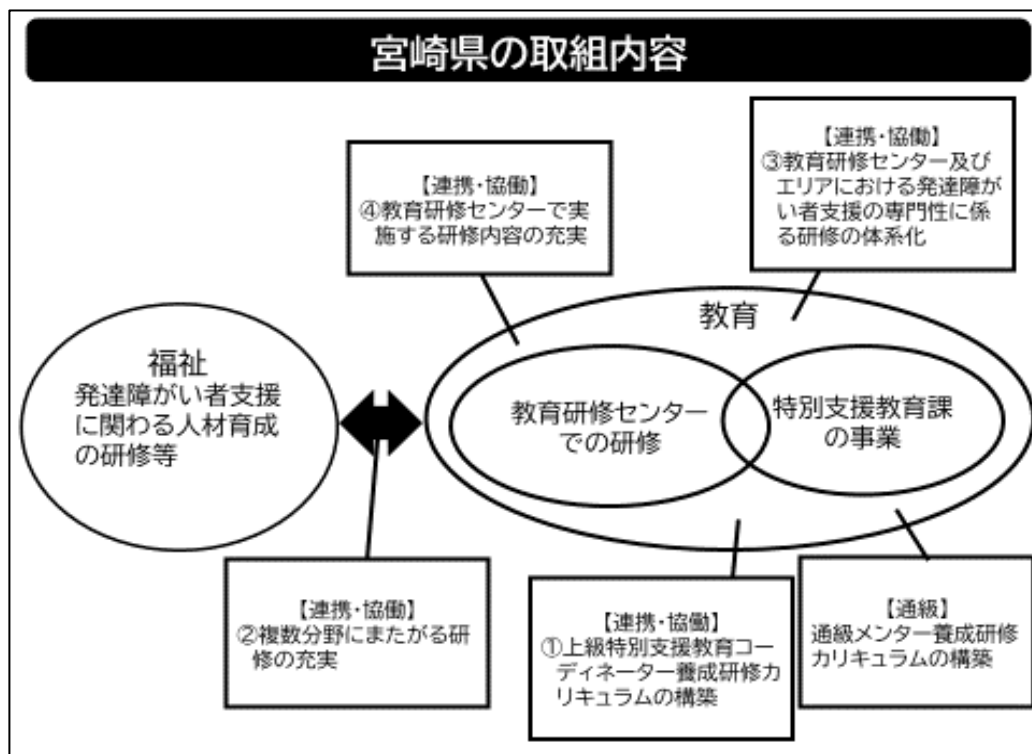 宮崎県の取組内容
【連携・協働】
③教育研修センター及び
エリアにおける発達障が
い者支援の専門性に係
る研修の体系化
【連携・協働】
④教育研修センターで実
施する研修内容の充実
教育
福祉
発達障がい者支援
に関わる人材育成
の研修等
教育研修センター
での研修
特別支援教育課
の事業
【連携・協働】
②複数分野にまたがる研
修の充実
【連携・協働】
①上級特別支援教育コー
ディネーター養成研修カ
リキュラムの構築
【通級】
通級メンター養成研修
カリキュラムの構築